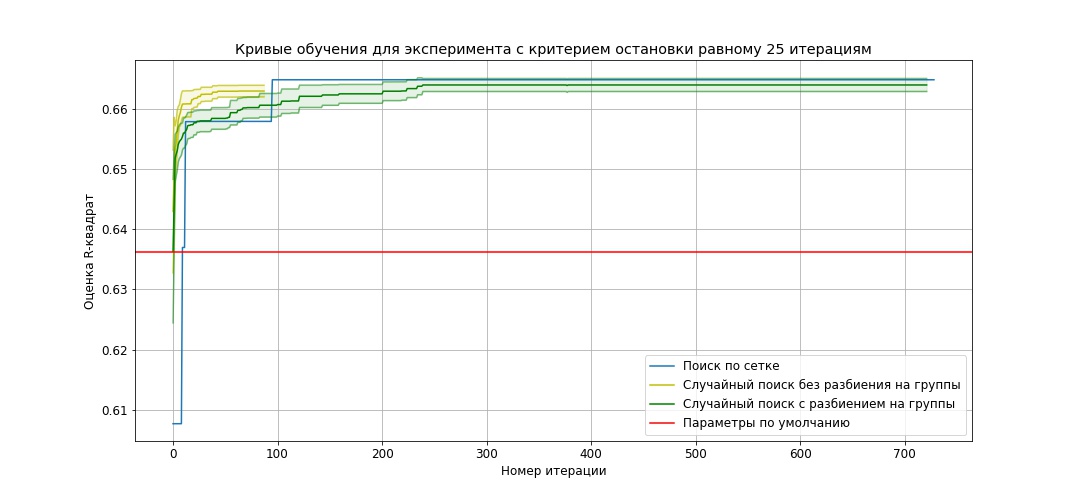 Кривые обучения для эксперимента с критерием остановки равному 25 итерациям
Оценка R-квадрат
0.66
0.65
0.64
0.63
0.62
0.61
Поиск по сетке
Случайный поиск без разбиения на группы
Случайный поиск с разбиением на группы
Параметры по умолчанию
0 100 200 300 400 500 600 700
Номер итерации